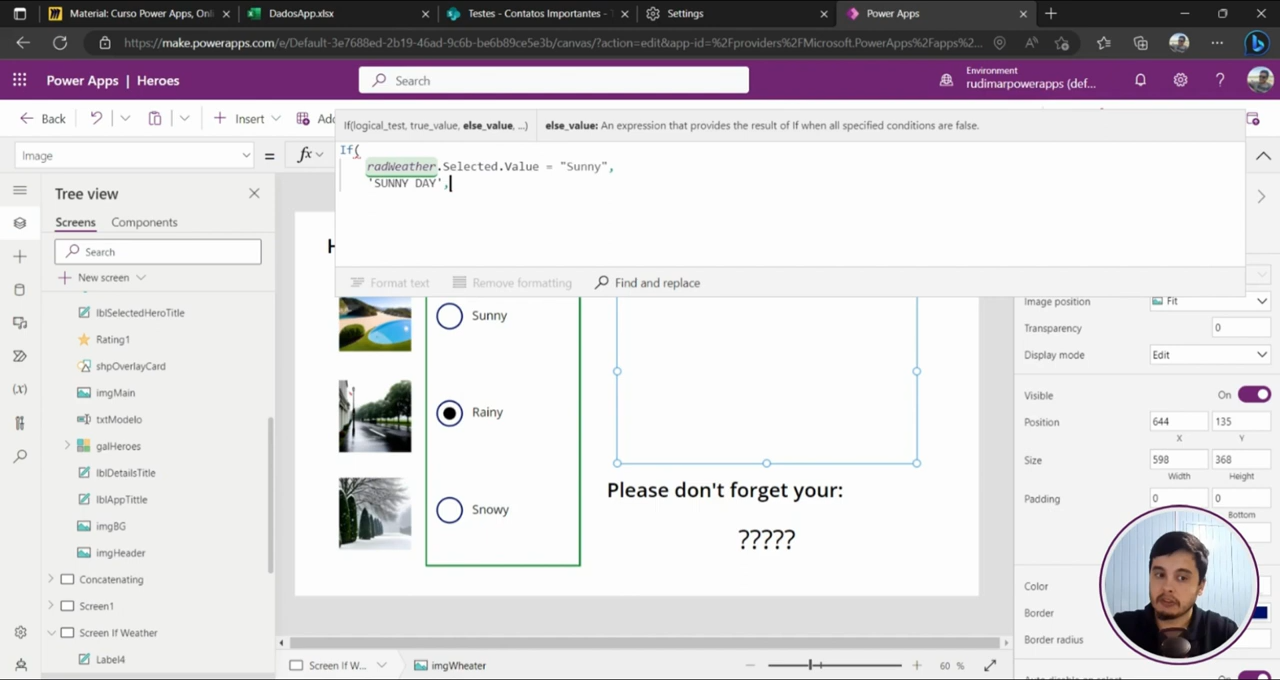 Material: Curso Power Apps, Onl
DadosApp.xlsx
Testes - Contatos Importantes -
Settings
Power Apps
https://make.powerapps.com/e/Default-3e7688ed-2b19-46ad-9c6b-be6b89ce5e3b/canvas/?action=edit&app-id=%2Fproviders%2FMicrosoft.PowerApps%2Fapps%2...
Power Apps | Heroes
Search
Environment
rudimarpowerapps (def...
Back
Insert
Add
If(logical_test, true_value, else_value, ...)
else_value: An expression that provides the result of If when all specified conditions are false.
Image
=
fx
If(
radWeather.Selected.Value = "Sunny",
'SUNNY DAY',
Format text
Remove formatting
Find and replace
Tree view
Screens
Components
Search
New screen
lblSelectedHeroTitle
Rating1
shpOverlayCard
imgMain
txtModelo
galHeroes
lblDetailsTitle
lblAppTittle
imgBG
imgHeader
Concatenating
Screen1
Screen If Weather
Label4
H
Sunny
Rainy
Snowy
Please don't forget your:
?????
Image position
Fit
Transparency
0
Display mode
Edit
Visible
On
Position
644
135
X
Y
Size
598
368
Width
Height
Padding
0
0
Bottom
Color
Border
Border radius
Auto disable on select
Screen If W...
imgWheater
60 %